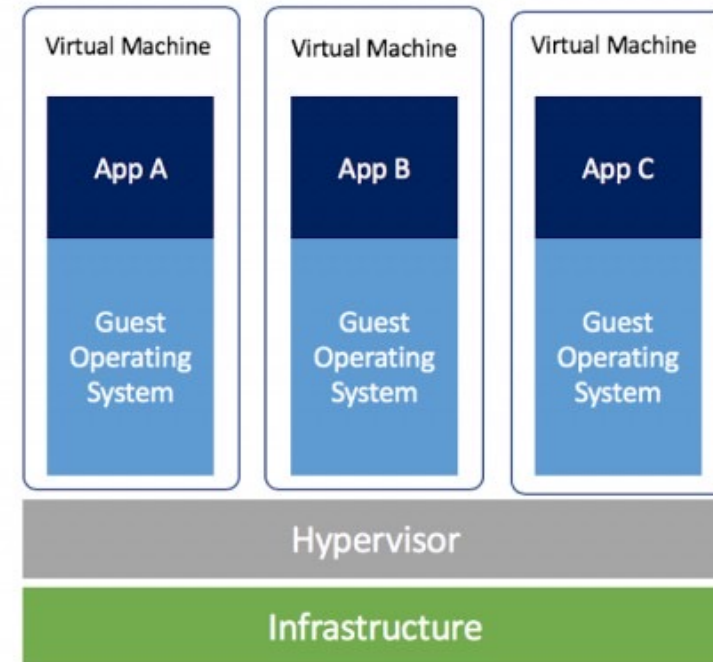 Virtual Machine
Virtual Machine
Virtual Machine
App A
App B
App C
Guest
Operating
System
Guest
Operating
System
Guest
Operating
System
Hypervisor
Infrastructure